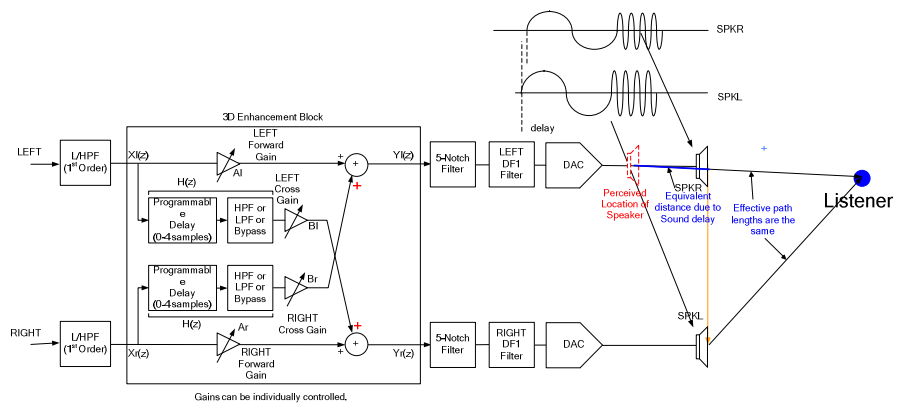 SPKR
SPKL
delay
3D Enhancement Block
LEFT
L/HPF
(1st Order)
Xl(z)
LEFT
Forward
Gain
Al
+
+
+
Yl(z)
5-Notch
Filter
LEFT
DF1
Filter
DAC
Perceived
Location of
Speaker
SPKR
Equivalent
distance due to
Sound delay
Effective path
lengths are the
same
+
Listener
H(z)
Programmabl
e
Delay
(0-4samples)
HPF or
LPF or
Bypass
LEFT
Cross
Gain
Bl
Programmabl
e
Delay
(0-4samples)
HPF or
LPF or
Bypass
Br
RIGHT
Cross Gain
H(z)
RIGHT
L/HPF
(1st Order)
Xr(z)
Ar
RIGHT
Forward
Gain
+
+
+
Yr(z)
5-Notch
Filter
RIGHT
DF1
Filter
DAC
SPKL
Gains can be individually controlled.